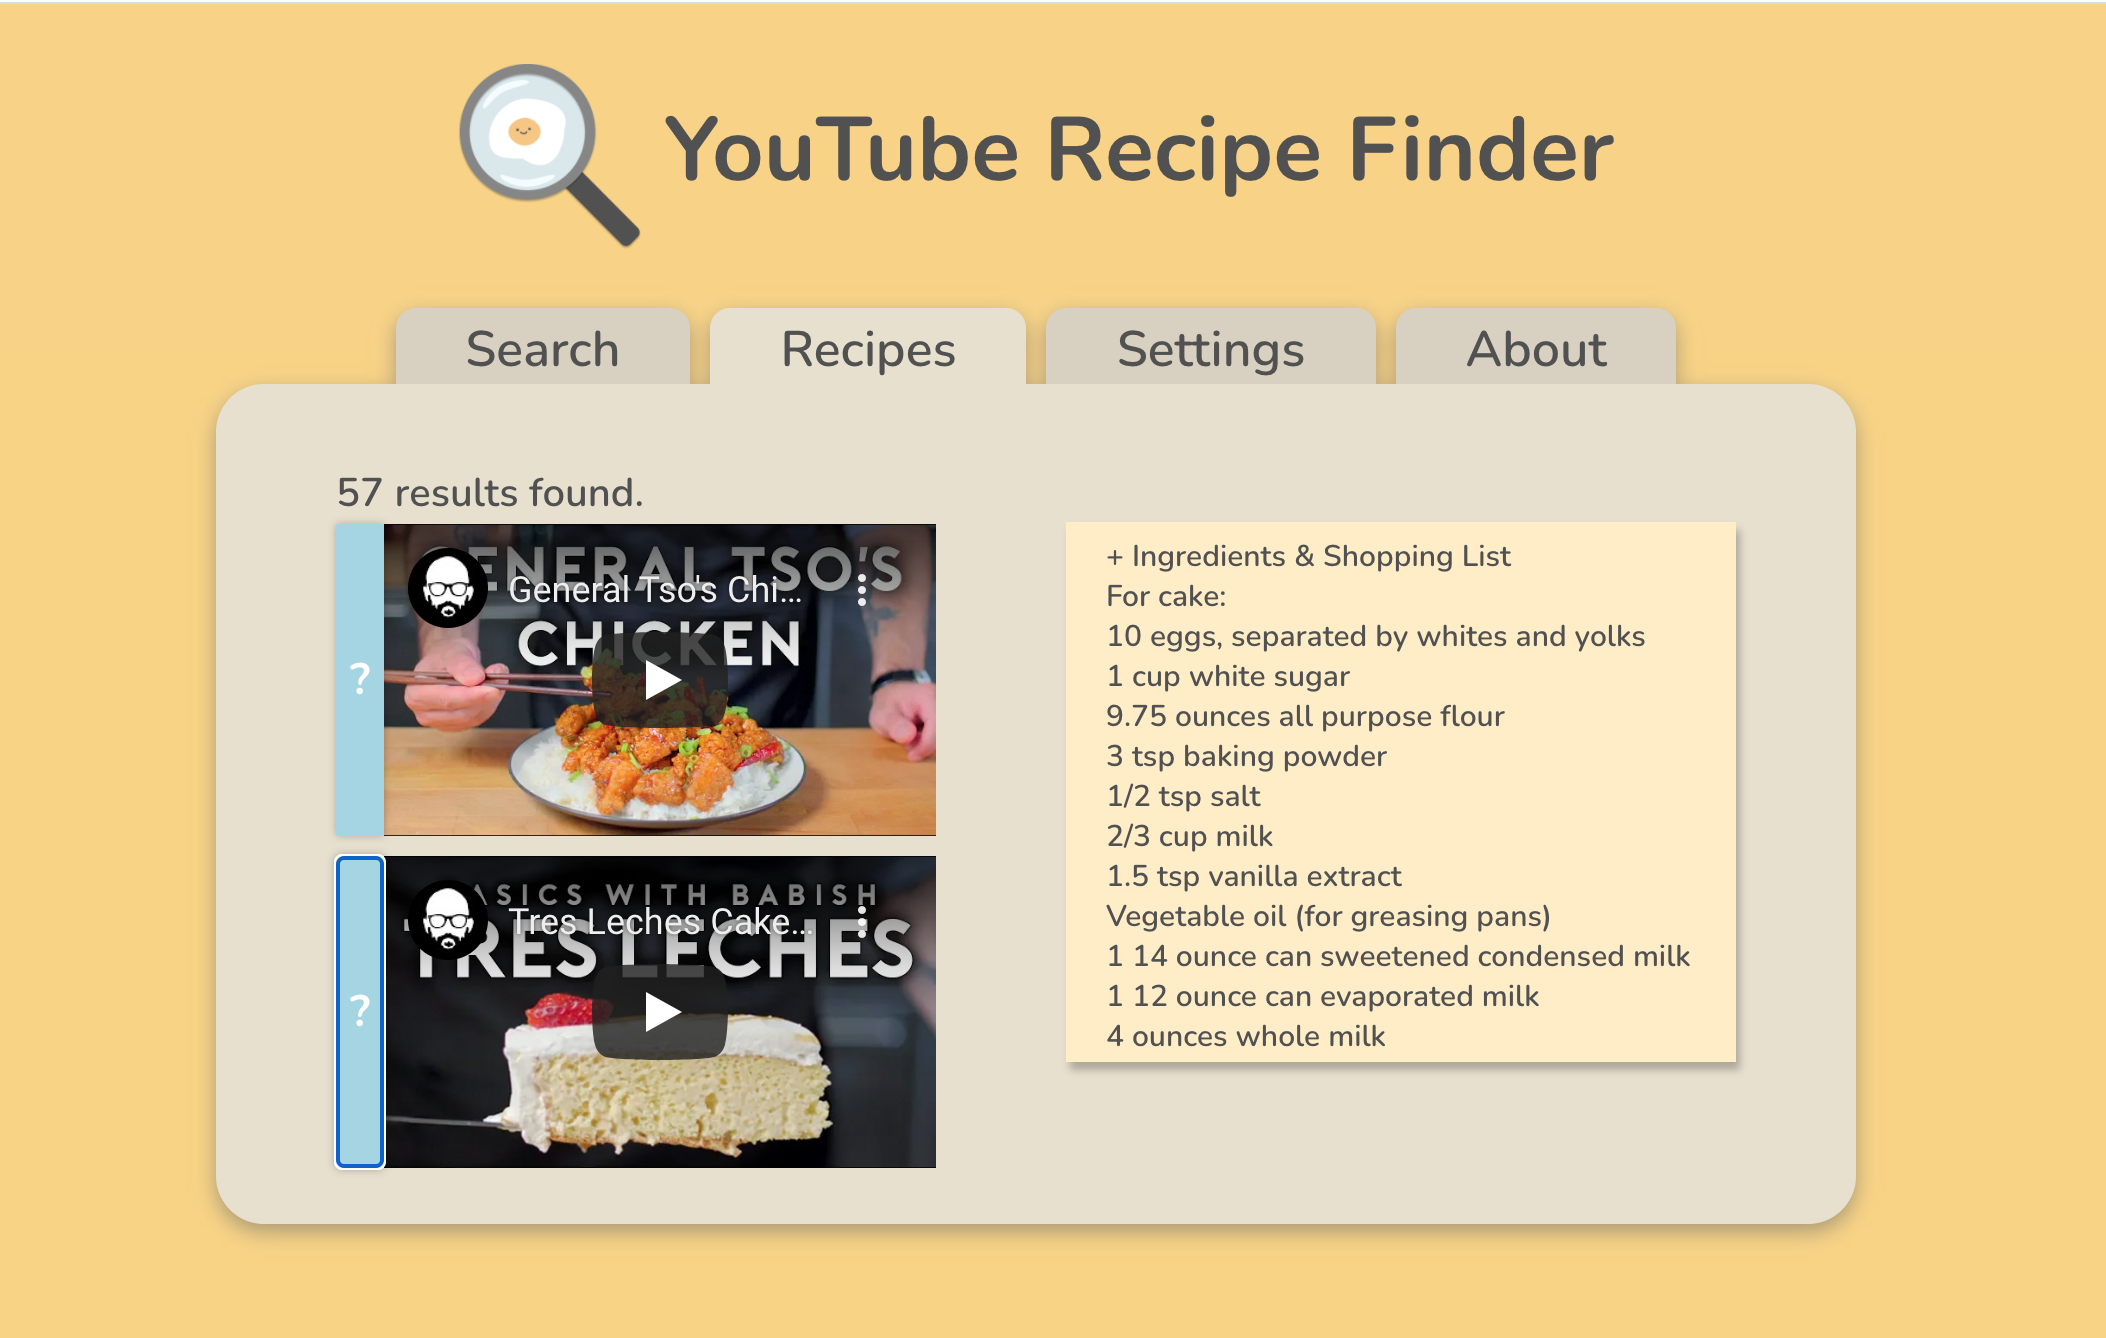 YouTube Recipe Finder
Search
Recipes
Settings
About
57 results found.
?
GENERAL TSO'S
General Tso's Chi...
CHICKEN
?
BASICS WITH BABISH
Tres Leches Cake...
TRES LECHES
+ Ingredients & Shopping List
For cake:
10 eggs, separated by whites and yolks
1 cup white sugar
9.75 ounces all purpose flour
3 tsp baking powder
1/2 tsp salt
2/3 cup milk
1.5 tsp vanilla extract
Vegetable oil (for greasing pans)
1 14 ounce can sweetened condensed milk
1 12 ounce can evaporated milk
4 ounces whole milk